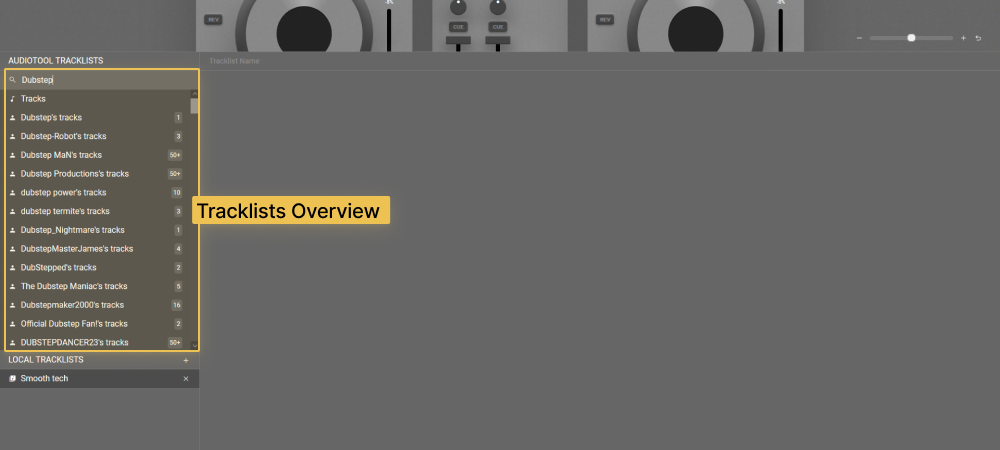 REV
CUE
CUE
REV
AUDIOTOOL TRACKLISTS
Tracklist Name
Dubstep
Tracks
Dubstep's tracks 1
Dubstep-Robot's tracks 3
Dubstep MaN's tracks 50+
Dubstep Productions's tracks 50+
dubstep power's tracks 10
dubstep termite's tracks 3
Tracklists Overview
Dubstep_Nightmare's tracks 1
DubstepMasterJames's tracks 4
DubStepped's tracks 2
The Dubstep Maniac's tracks 5
Dubstepmaker2000's tracks 16
Official Dubstep Fan!'s tracks 2
DUBSTEPDANCER23's tracks 50+
LOCAL TRACKLISTS +
Smooth tech